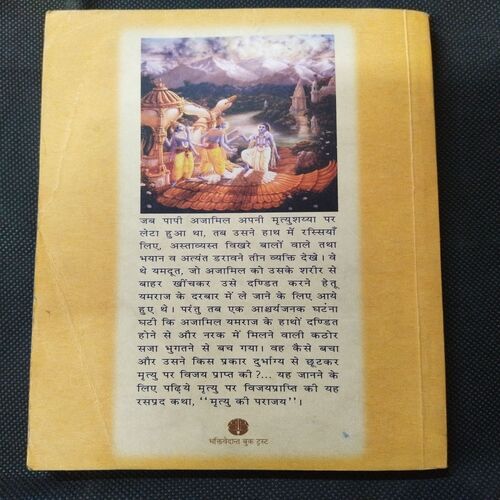 जब पापी अजामिल अपनी मृत्युशय्या पर
लेटा हुआ था, तब उसने हाथ में रस्सियाँ
लिए, अस्ताव्यस्त विखरे बालों वाले तथा
भयान व अत्यंत डरावने तीन व्यक्ति देखे। वे
थे यमदूत, जो अजामिल को उसके शरीर से
बाहर खींचकर उसे दण्डित करने हेतू
यमराज के दरबार में ले जाने के लिए आये
हुए थे। परंतु तब एक आश्चर्यजनक घटंना
घटी कि अजामिल यमराज के हाथों दण्डित
होने से और नरक में मिलने वाली कठोर
सजा भुगतने से बच गया। वह कैसे बचा
और उसने किस प्रकार दुर्भाग्य से छूटकर
मृत्यु पर विजय प्राप्त की?... यह जानने के
लिए पढ़िये मृत्यु पर विजयप्राप्ति की यह
रसप्रद कथा, ‘‘मृत्यु की पराजय’’।
भक्तिवेदान्त बुक ट्रस्ट